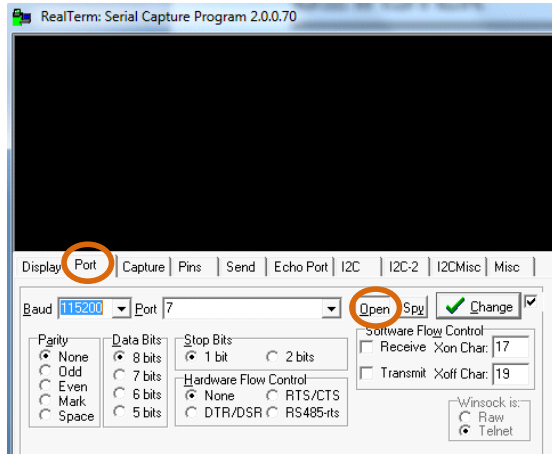 RealTerm: Serial Capture Program 2.0.0.70
Display Port Capture Pins Send Echo Port I2C I2C-2 I2CMisc Misc
Baud 115200 Port 7 Open Spy Change
Parity
None
Odd
Even
Mark
Space
Data Bits
8 bits
7 bits
6 bits
5 bits
Stop Bits
1 bit 2 bits
Hardware Flow Control
None RTS/CTS
DTR/DSR RS485-rts
Software Flow Control
Receive Xon Char: 17
Transmit Xoff Char: 19
Winsock is:
Raw
Telnet